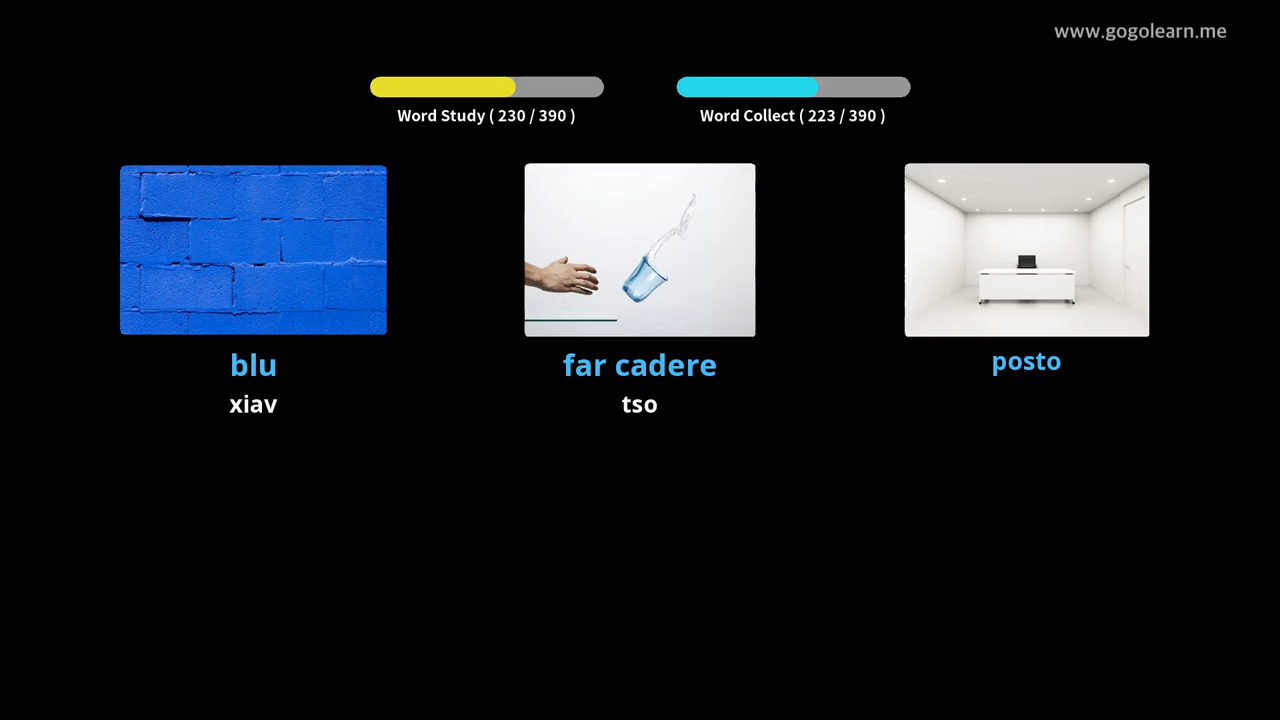 www.gogolearn.me
Word Study ( 230 / 390 )
Word Collect ( 223 / 390 )
blu
far cadere
posto
xiav
tso